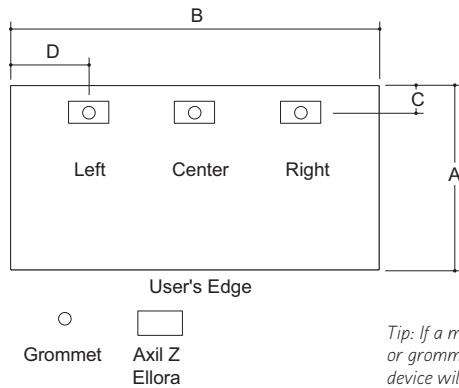 B
D
C
A
Left Center Right
User's Edge
Grommet Axil Z
Ellora
Tip: If a m
or gromm
device wil